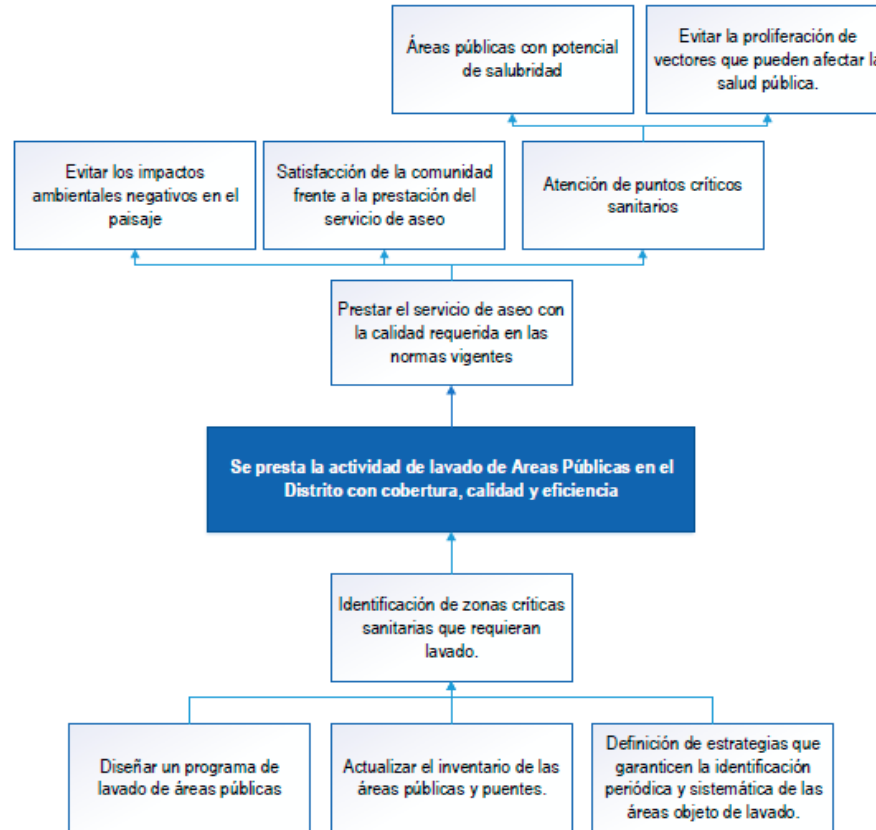 Áreas públicas con potencial
de salubridad
Evitar la proliferación de
vectores que pueden afectar la
salud pública.
Evitar los impactos
ambientales negativos en el
paisaje
Satisfacción de la comunidad
frente a la prestación del
servicio de aseo
Atención de puntos críticos
sanitarios
Prestar el servicio de aseo con
la calidad requerida en las
normas vigentes
Se presta la actividad de lavado de Areas Públicas en el
Distrito con cobertura, calidad y eficiencia
Identificación de zonas críticas
sanitarias que requieran
lavado.
Diseñar un programa de
lavado de áreas públicas
Actualizar el inventario de las
áreas públicas y puentes.
Definición de estrategias que
garanticen la identificación
periódica y sistemática de las
áreas objeto de lavado.